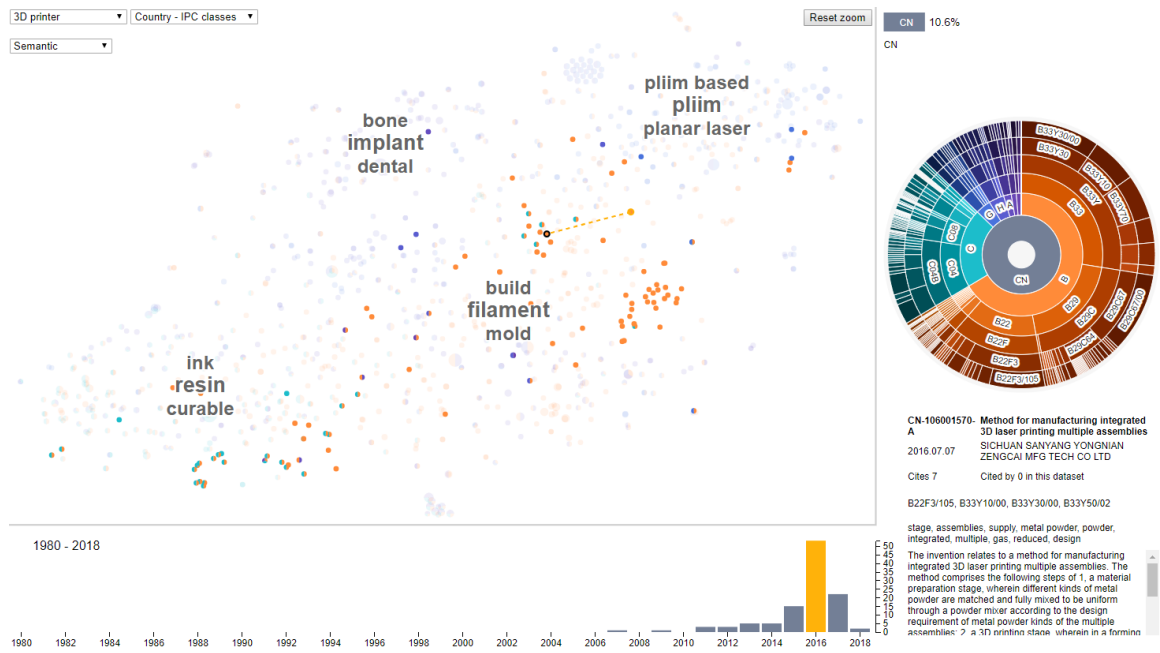 3D printer
Country - IPC classes
Reset zoom
CN 10.6%
Semantic
CN
pliim based
pliim
planar laser
bone
implant
dental
build
filament
mold
ink
resin
curable
B33Y30/00
B33Y30
B33Y10
B33Y70
B33Y
B33
G
H
A
C08
C
C04
C04B
CN
B
B29
B29C
B29C67
B29C67/00
B29C64
B22
B22F
B22F3
B22F3/105
CN-106001570-A
Method for manufacturing integrated
3D laser printing multiple assemblies
2016.07.07
SICHUAN SANYANG YONGNIAN
ZENGCAI MFG TECH CO LTD
Cites 7
Cited by 0 in this dataset
B22F3/105, B33Y10/00, B33Y30/00, B33Y50/02
stage, assemblies, supply, metal powder, powder,
integrated, multiple, gas, reduced, design
The invention relates to a method for manufacturing
integrated 3D laser printing multiple assemblies. The
method comprises the following steps of 1, a material
preparation stage, wherein different kinds of metal
powder are matched and fully mixed to be uniform
through a powder mixer according to the design
requirement of metal powder kinds of the multiple
assemblies; 2, a 3D printing stage, wherein in a forming
1980 - 2018
50
45
40
35
30
25
20
15
10
5
0
1980 1982 1984 1986 1988 1990 1992 1994 1996 1998 2000 2002 2004 2006 2008 2010 2012 2014 2016 2018